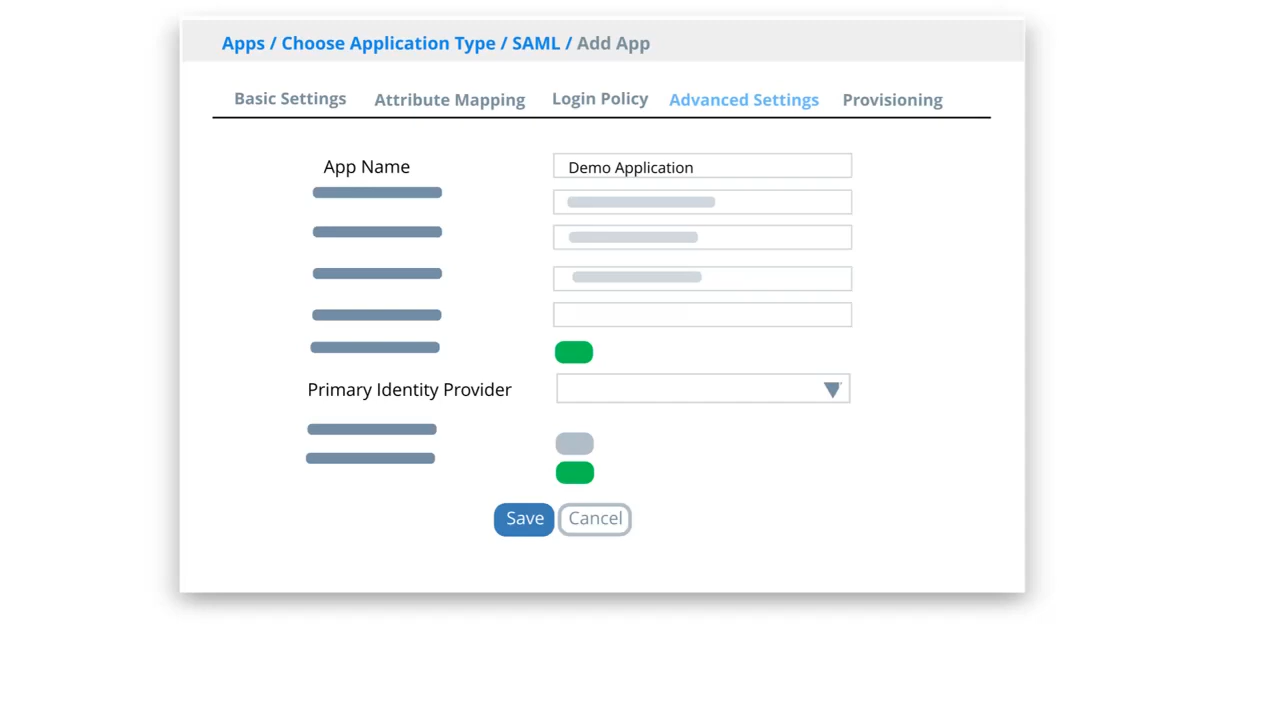 Apps / Choose Application Type / SAML / Add App
Basic Settings Attribute Mapping Login Policy Advanced Settings Provisioning
App Name Demo Application
Primary Identity Provider
Save Cancel